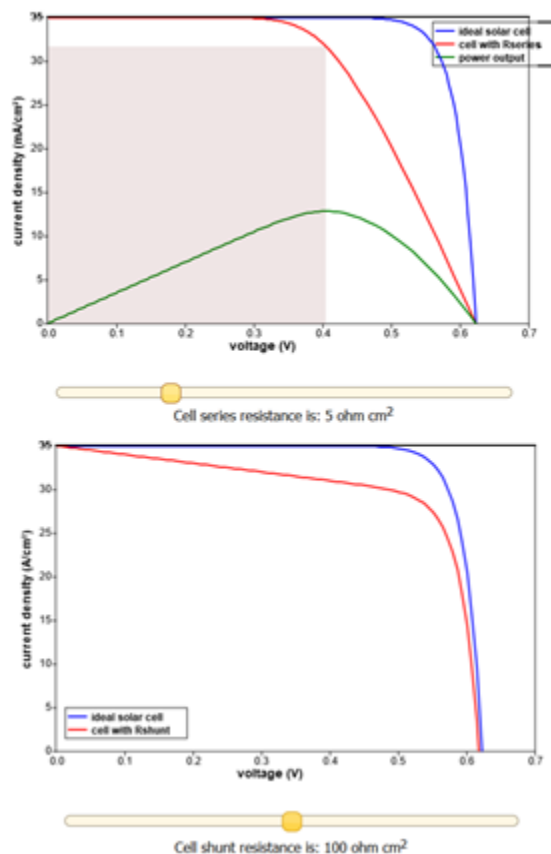 35
30
25
20
15
10
5
0
current density (mA/cm²)
ideal solar cell
cell with Rseries
power output
0.0 0.1 0.2 0.3 0.4 0.5 0.6 0.7
voltage (V)
Cell series resistance is: 5 ohm cm²
35
30
25
20
15
10
5
0
current density (A/cm²)
ideal solar cell
cell with Rshunt
0.0 0.1 0.2 0.3 0.4 0.5 0.6 0.7
voltage (V)
Cell shunt resistance is: 100 ohm cm²